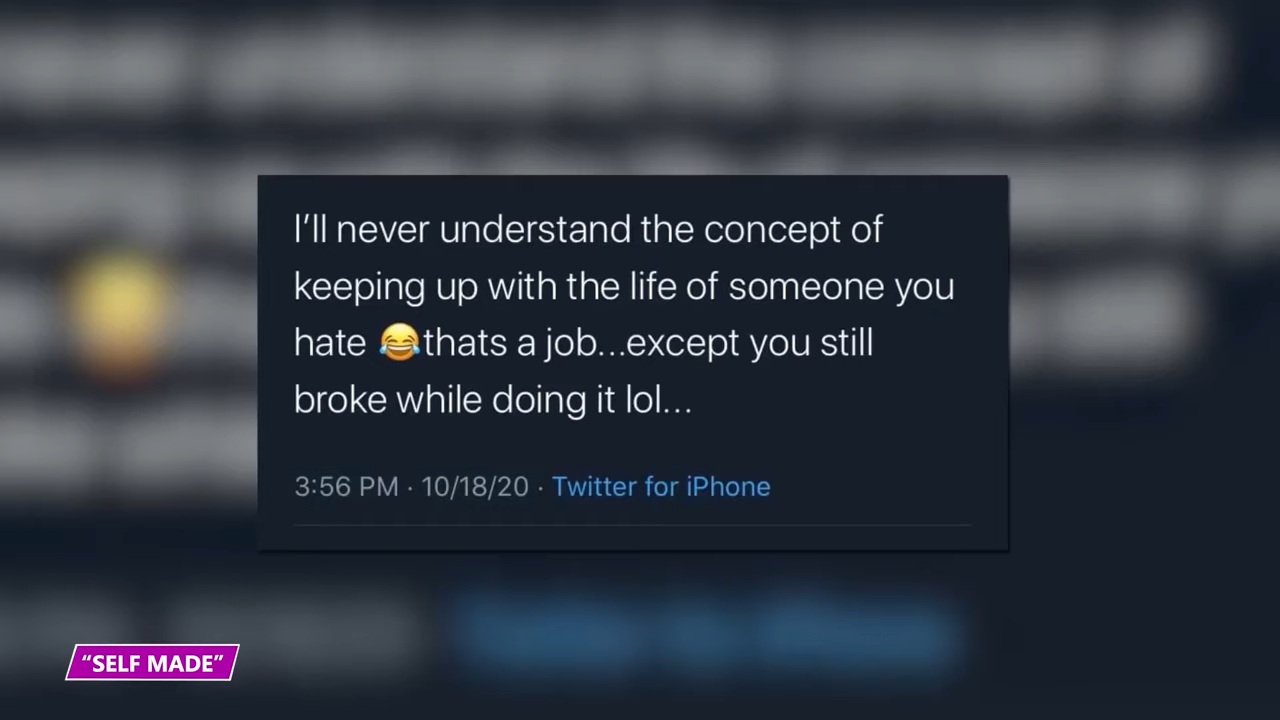 I’ll never understand the concept of
keeping up with the life of someone you
hate 😂thats a job...except you still
broke while doing it lol...
3:56 PM · 10/18/20 · Twitter for iPhone
“SELF MADE”